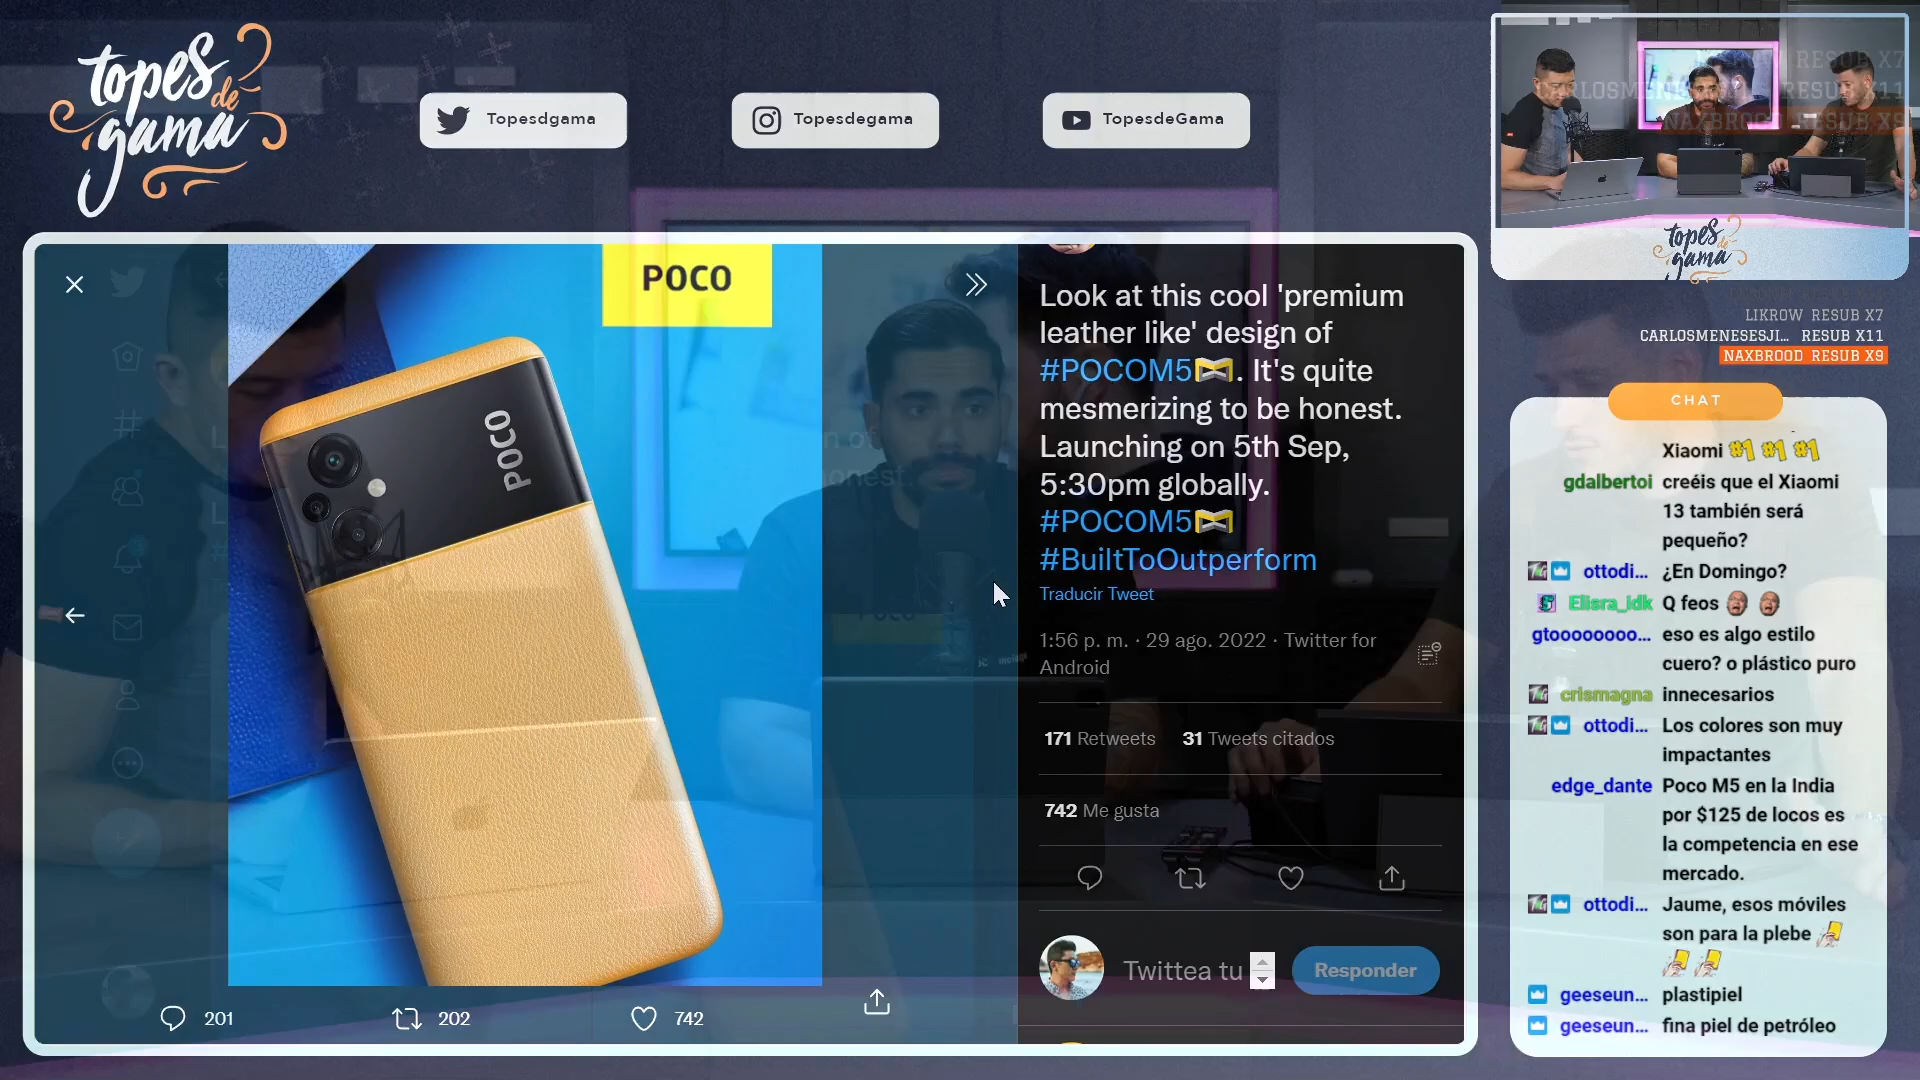 topes
de
gama
Topesdgama
Topesdegama
TopesdeGama
topes
de
gama
LIKROW RESUB X7
CARLOSMENESESJI... RESUB X11
NAXBROOD RESUB X9
POCO
POCO
Look at this cool 'premium
leather like' design of
#POCOM5. It's quite
mesmerizing to be honest.
Launching on 5th Sep,
5:30pm globally.
#POCOM5
#BuiltToOutperform
Traducir Tweet
1:56 p. m. · 29 ago. 2022 · Twitter for
Android
171 Retweets 31 Tweets citados
742 Me gusta
Twittea tu
Responder
201
202
742
CHAT
Xiaomi #1 #1 #1
gdalbertoi creéis que el Xiaomi
13 también será
pequeño?
ottodi... ¿En Domingo?
Elisra_idk Q feos
gtoooooooo... eso es algo estilo
cuero? o plástico puro
crismagna innecesarios
ottodi... Los colores son muy
impactantes
edge_dante Poco M5 en la India
por $125 de locos es
la competencia en ese
mercado.
ottodi... Jaume, esos móviles
son para la plebe
geeseun... plastipiel
geeseun... fina piel de petróleo